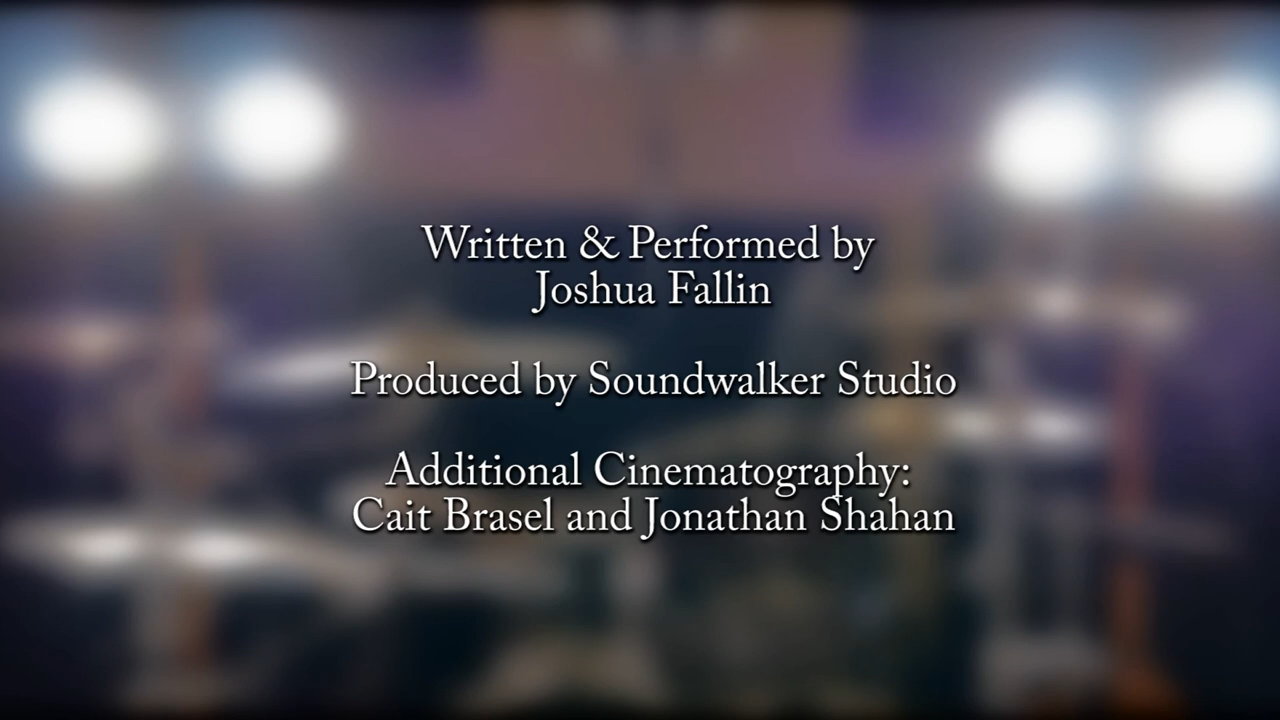 Written & Performed by
Joshua Fallin
Produced by Soundwalker Studio
Additional Cinematography:
Cait Brasel and Jonathan Shahan